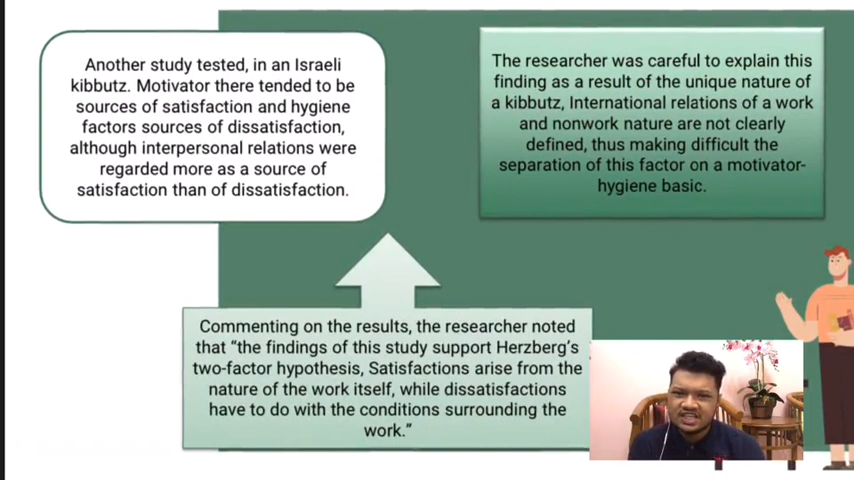 Another study tested, in an Israeli
kibbutz. Motivator there tended to be
sources of satisfaction and hygiene
factors sources of dissatisfaction,
although interpersonal relations were
regarded more as a source of
satisfaction than of dissatisfaction.
The researcher was careful to explain this
finding as a result of the unique nature of
a kibbutz, International relations of a work
and nonwork nature are not clearly
defined, thus making difficult the
separation of this factor on a motivator-
hygiene basic.
Commenting on the results, the researcher noted
that “the findings of this study support Herzberg’s
two-factor hypothesis, Satisfactions arise from the
nature of the work itself, while dissatisfactions
have to do with the conditions surrounding the
work.”